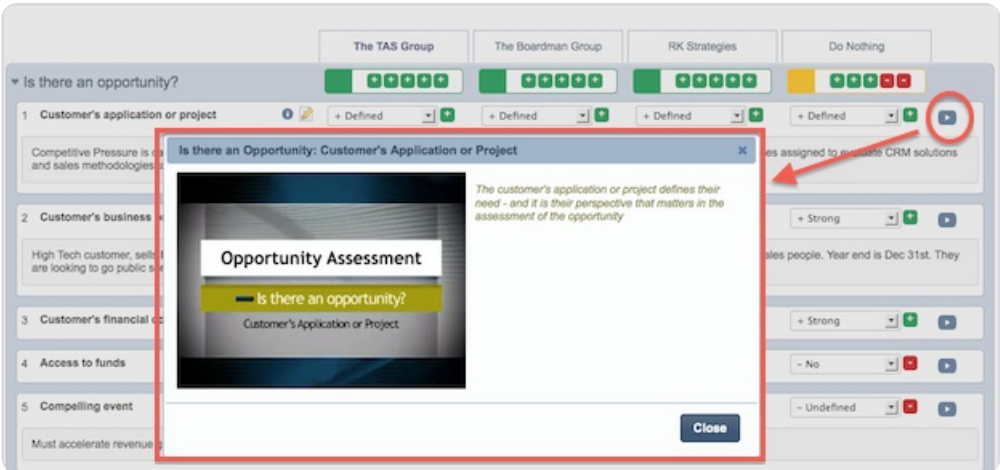 The TAS Group The Boardman Group RK Strategies Do Nothing
Is there an opportunity?
1 Customer's application or project + Defined + Defined + Defined + Defined
Competitive Pressure is assigned to evaluate CRM solutions
and sales methodologies
Is there an Opportunity: Customer's Application or Project
The customer's application or project defines their
need - and it is their perspective that matters in the
assessment of the opportunity
Opportunity Assessment
Is there an opportunity?
Customer's Application or Project
Close
2 Customer's business + Strong
High Tech customer, sells people. Year end is Dec 31st. They
are looking to go public
3 Customer's financial + Strong
4 Access to funds - No
5 Compelling event - Undefined
Must accelerate revenue